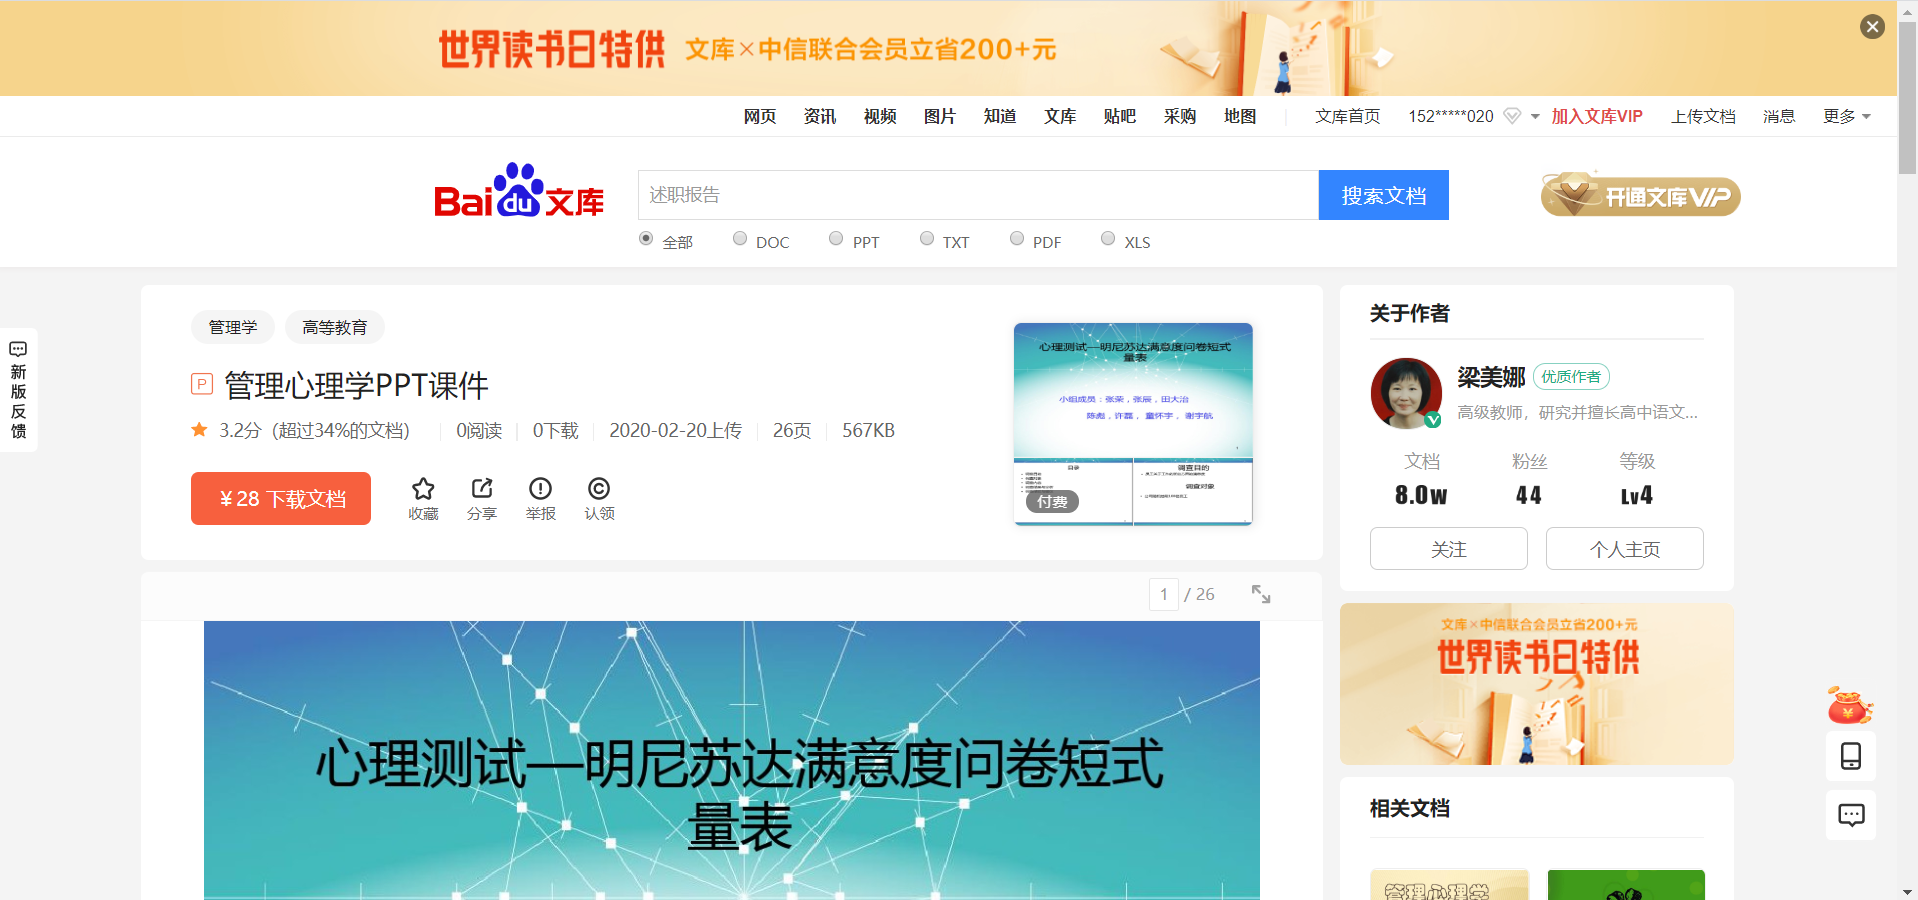 世界读书日特供 文库×中信联合会员立省200+元
网页 资讯 视频 图片 知道 文库 贴吧 采购 地图 文库首页 152*****020 加入文库VIP 上传文档 消息 更多
Bai du 文库 述职报告 搜索文档 开通文库VIP
全部 DOC PPT TXT PDF XLS
新版反馈
管理学 高等教育
P 管理心理学PPT课件
3.2分（超过34%的文档） 0阅读 0下载 2020-02-20上传 26页 567KB
¥28 下载文档 收藏 分享 举报 认领
心理测试—明尼苏达满意度问卷短式
量表
小组成员：张荣，张辰，田大治
陈彪，许磊，童怀宇，谢宇航
目录
调查目的
调查对象
付费
关于作者
梁美娜 优质作者
高级教师，研究并擅长高中语文...
文档 粉丝 等级
8.0w 44 Lv4
关注 个人主页
1 / 26
心理测试—明尼苏达满意度问卷短式
量表
文库×中信联合会员立省200+元
世界读书日特供
相关文档
管理心理学